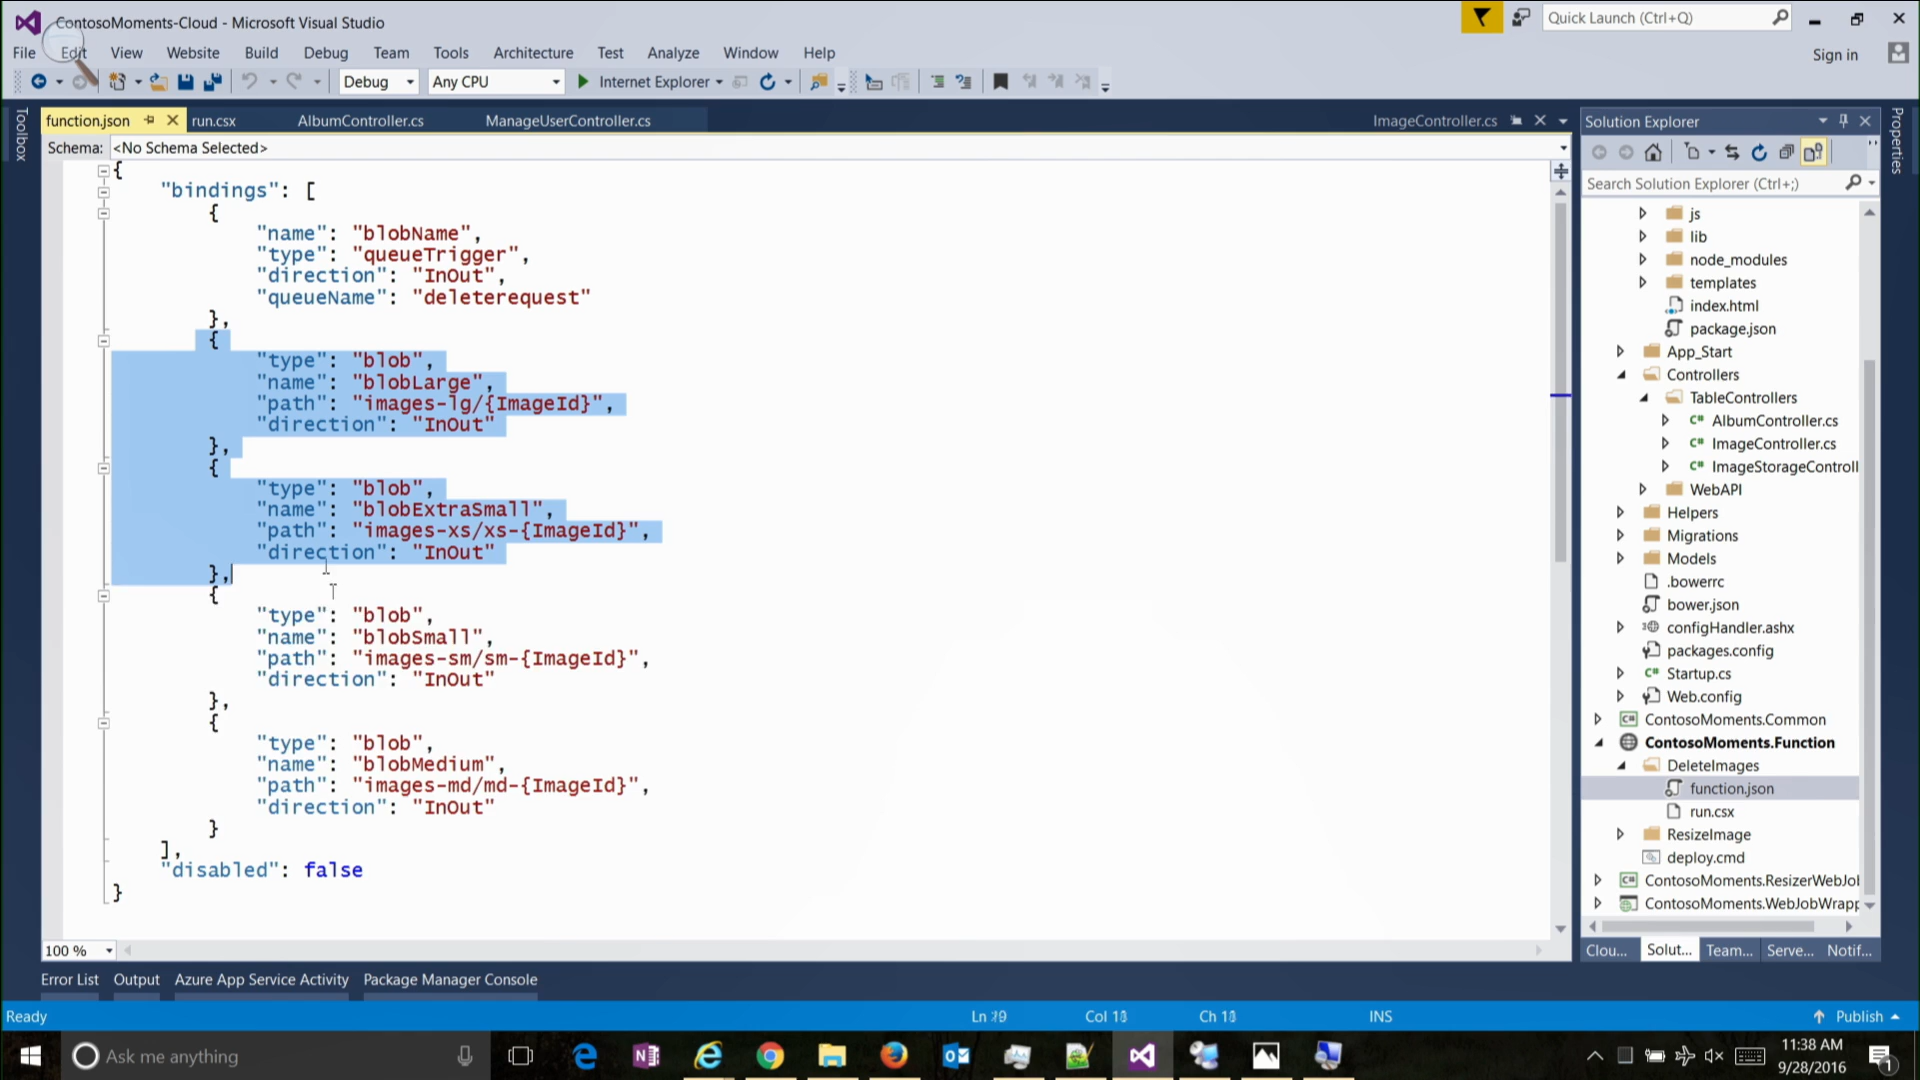 ContosoMoments-Cloud - Microsoft Visual Studio
Quick Launch (Ctrl+Q)
File Edit View Website Build Debug Team Tools Architecture Test Analyze Window Help
Sign in
Debug Any CPU Internet Explorer
Toolbox
function.json run.csx AlbumController.cs ManageUserController.cs ImageController.cs
Schema: <No Schema Selected>
{
"bindings": [
{
"name": "blobName",
"type": "queueTrigger",
"direction": "InOut",
"queueName": "deleterequest"
},
{
"type": "blob",
"name": "blobLarge",
"path": "images-lg/{ImageId}",
"direction": "InOut"
},
{
"type": "blob",
"name": "blobExtraSmall",
"path": "images-xs/xs-{ImageId}",
"direction": "InOut"
},
{
"type": "blob",
"name": "blobSmall",
"path": "images-sm/sm-{ImageId}",
"direction": "InOut"
},
{
"type": "blob",
"name": "blobMedium",
"path": "images-md/md-{ImageId}",
"direction": "InOut"
}
],
"disabled": false
}
100 %
Solution Explorer
Search Solution Explorer (Ctrl+;)
js
lib
node_modules
templates
index.html
package.json
App_Start
Controllers
TableControllers
C# AlbumController.cs
C# ImageController.cs
C# ImageStorageControll
WebAPI
Helpers
Migrations
Models
.bowerrc
bower.json
configHandler.ashx
packages.config
C# Startup.cs
Web.config
C# ContosoMoments.Common
ContosoMoments.Function
DeleteImages
function.json
run.csx
ResizeImage
deploy.cmd
C# ContosoMoments.ResizerWebJo
ContosoMoments.WebJobWrapp
Clou... Solut... Team... Serve... Notif...
Properties
Error List Output Azure App Service Activity Package Manager Console
Ready Ln Col Ch INS Publish
Ask me anything
11:38 AM
9/28/2016
1